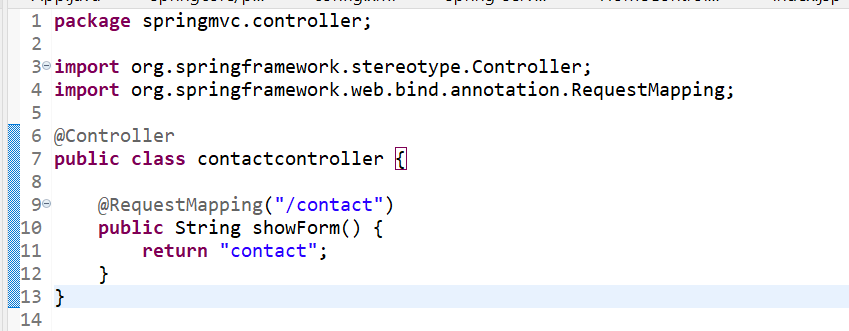 1 package springmvc.controller;
2
3 import org.springframework.stereotype.Controller;
4 import org.springframework.web.bind.annotation.RequestMapping;
5
6 @Controller
7 public class contactcontroller {
8
9     @RequestMapping("/contact")
10     public String showForm() {
11         return "contact";
12     }
13 }
14